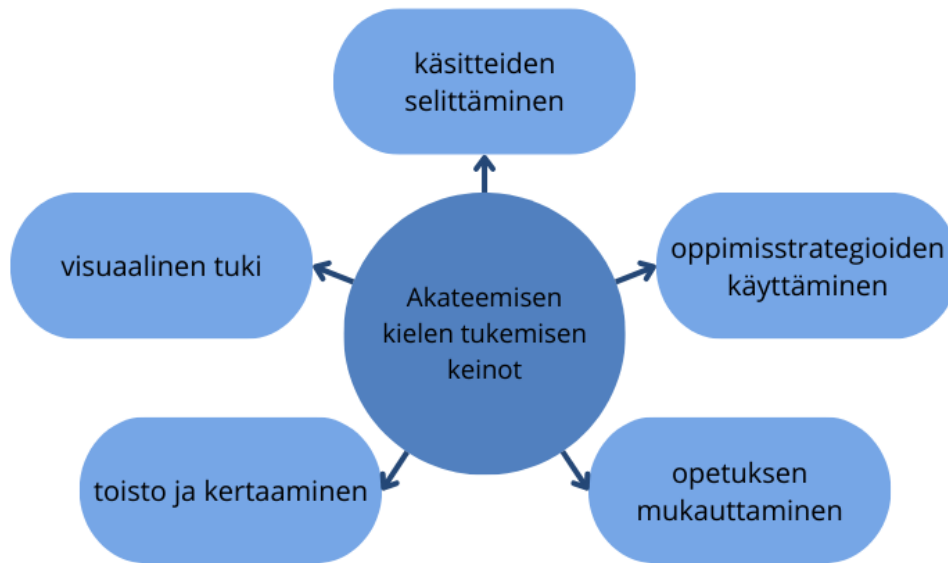 käsitteiden
selittäminen
visuaalinen tuki
oppimisstrategioiden
käyttäminen
Akateemisen
kielen tukemisen
keinot
toisto ja kertaaminen
opetuksen
mukauttaminen